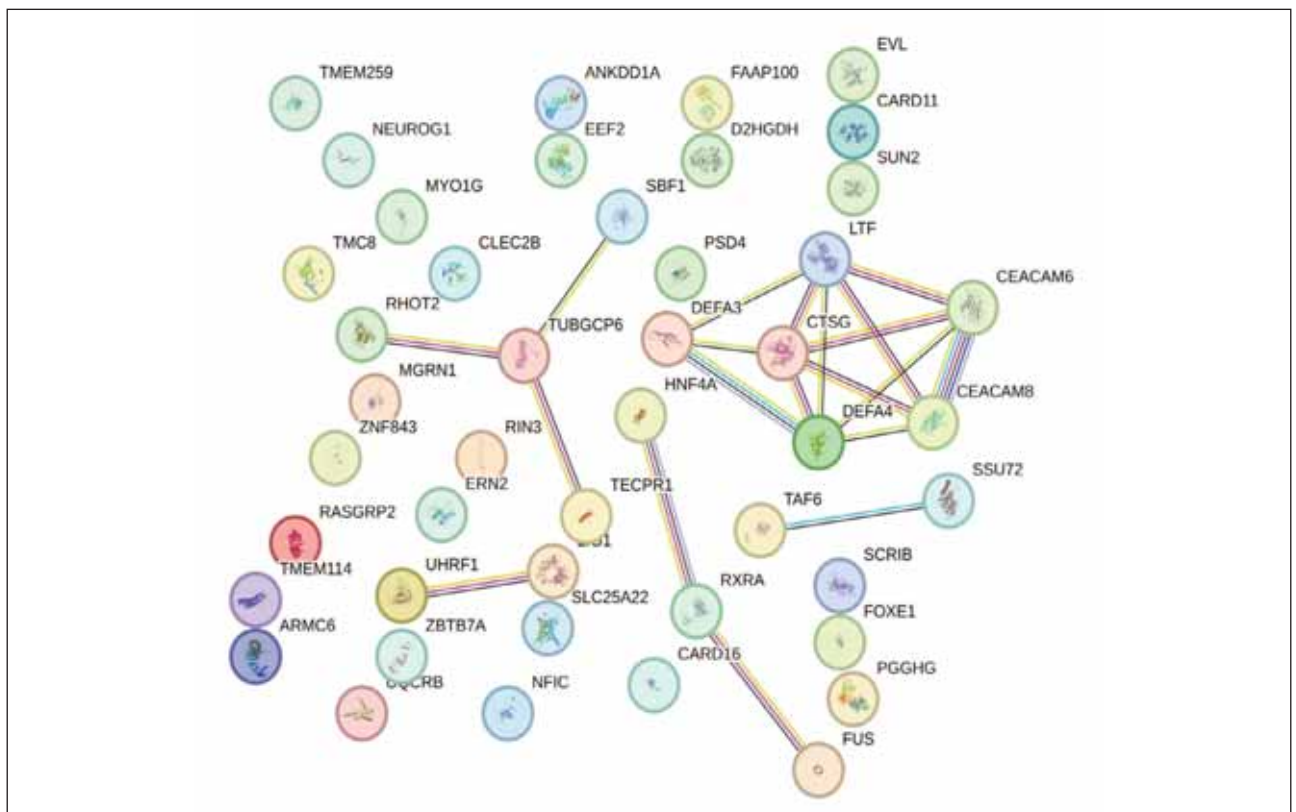 EVL
TMEM259
ANKDD1A
FAAP100
CARD11
NEUROG1
EEF2
D2HGDH
SUN2
MYO1G
SBF1
LTF
TMC8
CLEC2B
PSD4
CEACAM6
RHOT2
DEFA3
TUBGCP6
CTSG
MGRN1
HNF4A
CEACAM8
DEFA4
ZNF843
RIN3
SSU72
ERN2
TECPR1
TAF6
RASGRP2
SCRIB
TMEM114
UHRF1
RXRA
SLC25A22
FOXE1
ARMC6
ZBTB7A
CARD16
PGGHG
NFIC
FUS